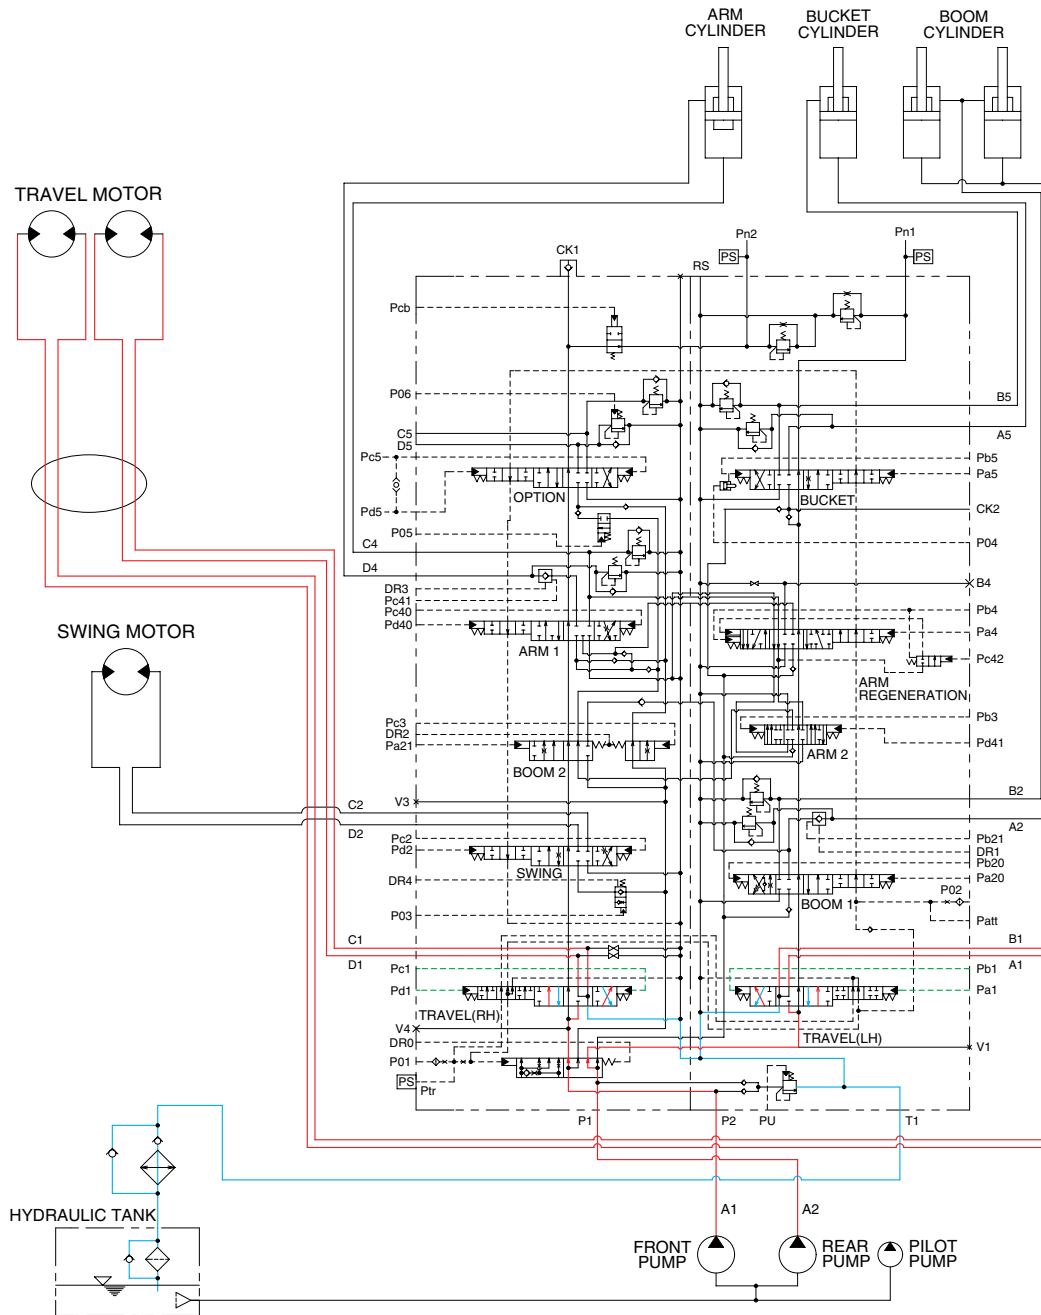 ARM
CYLINDER
BUCKET
CYLINDER
BOOM
CYLINDER
TRAVEL MOTOR
SWING MOTOR
CK1
Pn2
Pn1
PS
RS
PS
Pcb
P06
C5
D5
Pc5
Pd5
OPTION
P05
C4
D4
DR3
Pc41
Pc40
Pd40
ARM 1
Pc3
DR2
Pa21
BOOM 2
C2
V3
D2
Pc2
Pd2
SWING
DR4
P03
C1
D1
Pc1
Pd1
TRAVEL(RH)
V4
DR0
P01
PS
Ptr
B5
A5
Pb5
Pa5
BUCKET
CK2
P04
B4
Pb4
Pa4
Pc42
ARM
REGENERATION
Pb3
Pd41
ARM 2
B2
A2
Pb21
DR1
Pb20
Pa20
P02
BOOM 1
Patt
B1
A1
Pb1
Pa1
TRAVEL(LH)
V1
P1
P2
PU
T1
A1
A2
HYDRAULIC TANK
FRONT
PUMP
REAR
PUMP
PILOT
PUMP